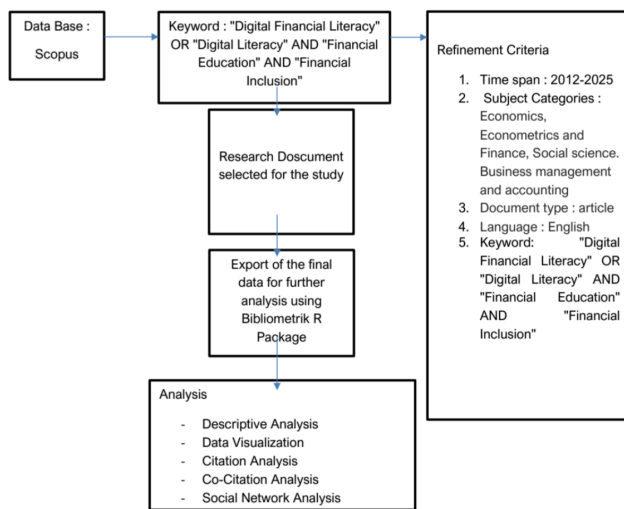 Data Base :
Scopus
Keyword : "Digital Financial Literacy"
OR "Digital Literacy" AND "Financial
Education" AND "Financial
Inclusion"
Research Doscument
selected for the study
Export of the final
data for further
analysis using
Bibliometrik R
Package
Analysis
- Descriptive Analysis
- Data Visualization
- Citation Analysis
- Co-Citation Analysis
- Social Network Analysis
Refinement Criteria
1. Time span : 2012-2025
2. Subject Categories :
Economics,
Econometrics and
Finance, Social science.
Business management
and accounting
3. Document type : article
4. Language : English
5. Keyword: "Digital
Financial Literacy" OR
"Digital Literacy" AND
"Financial Education"
AND "Financial
Inclusion"